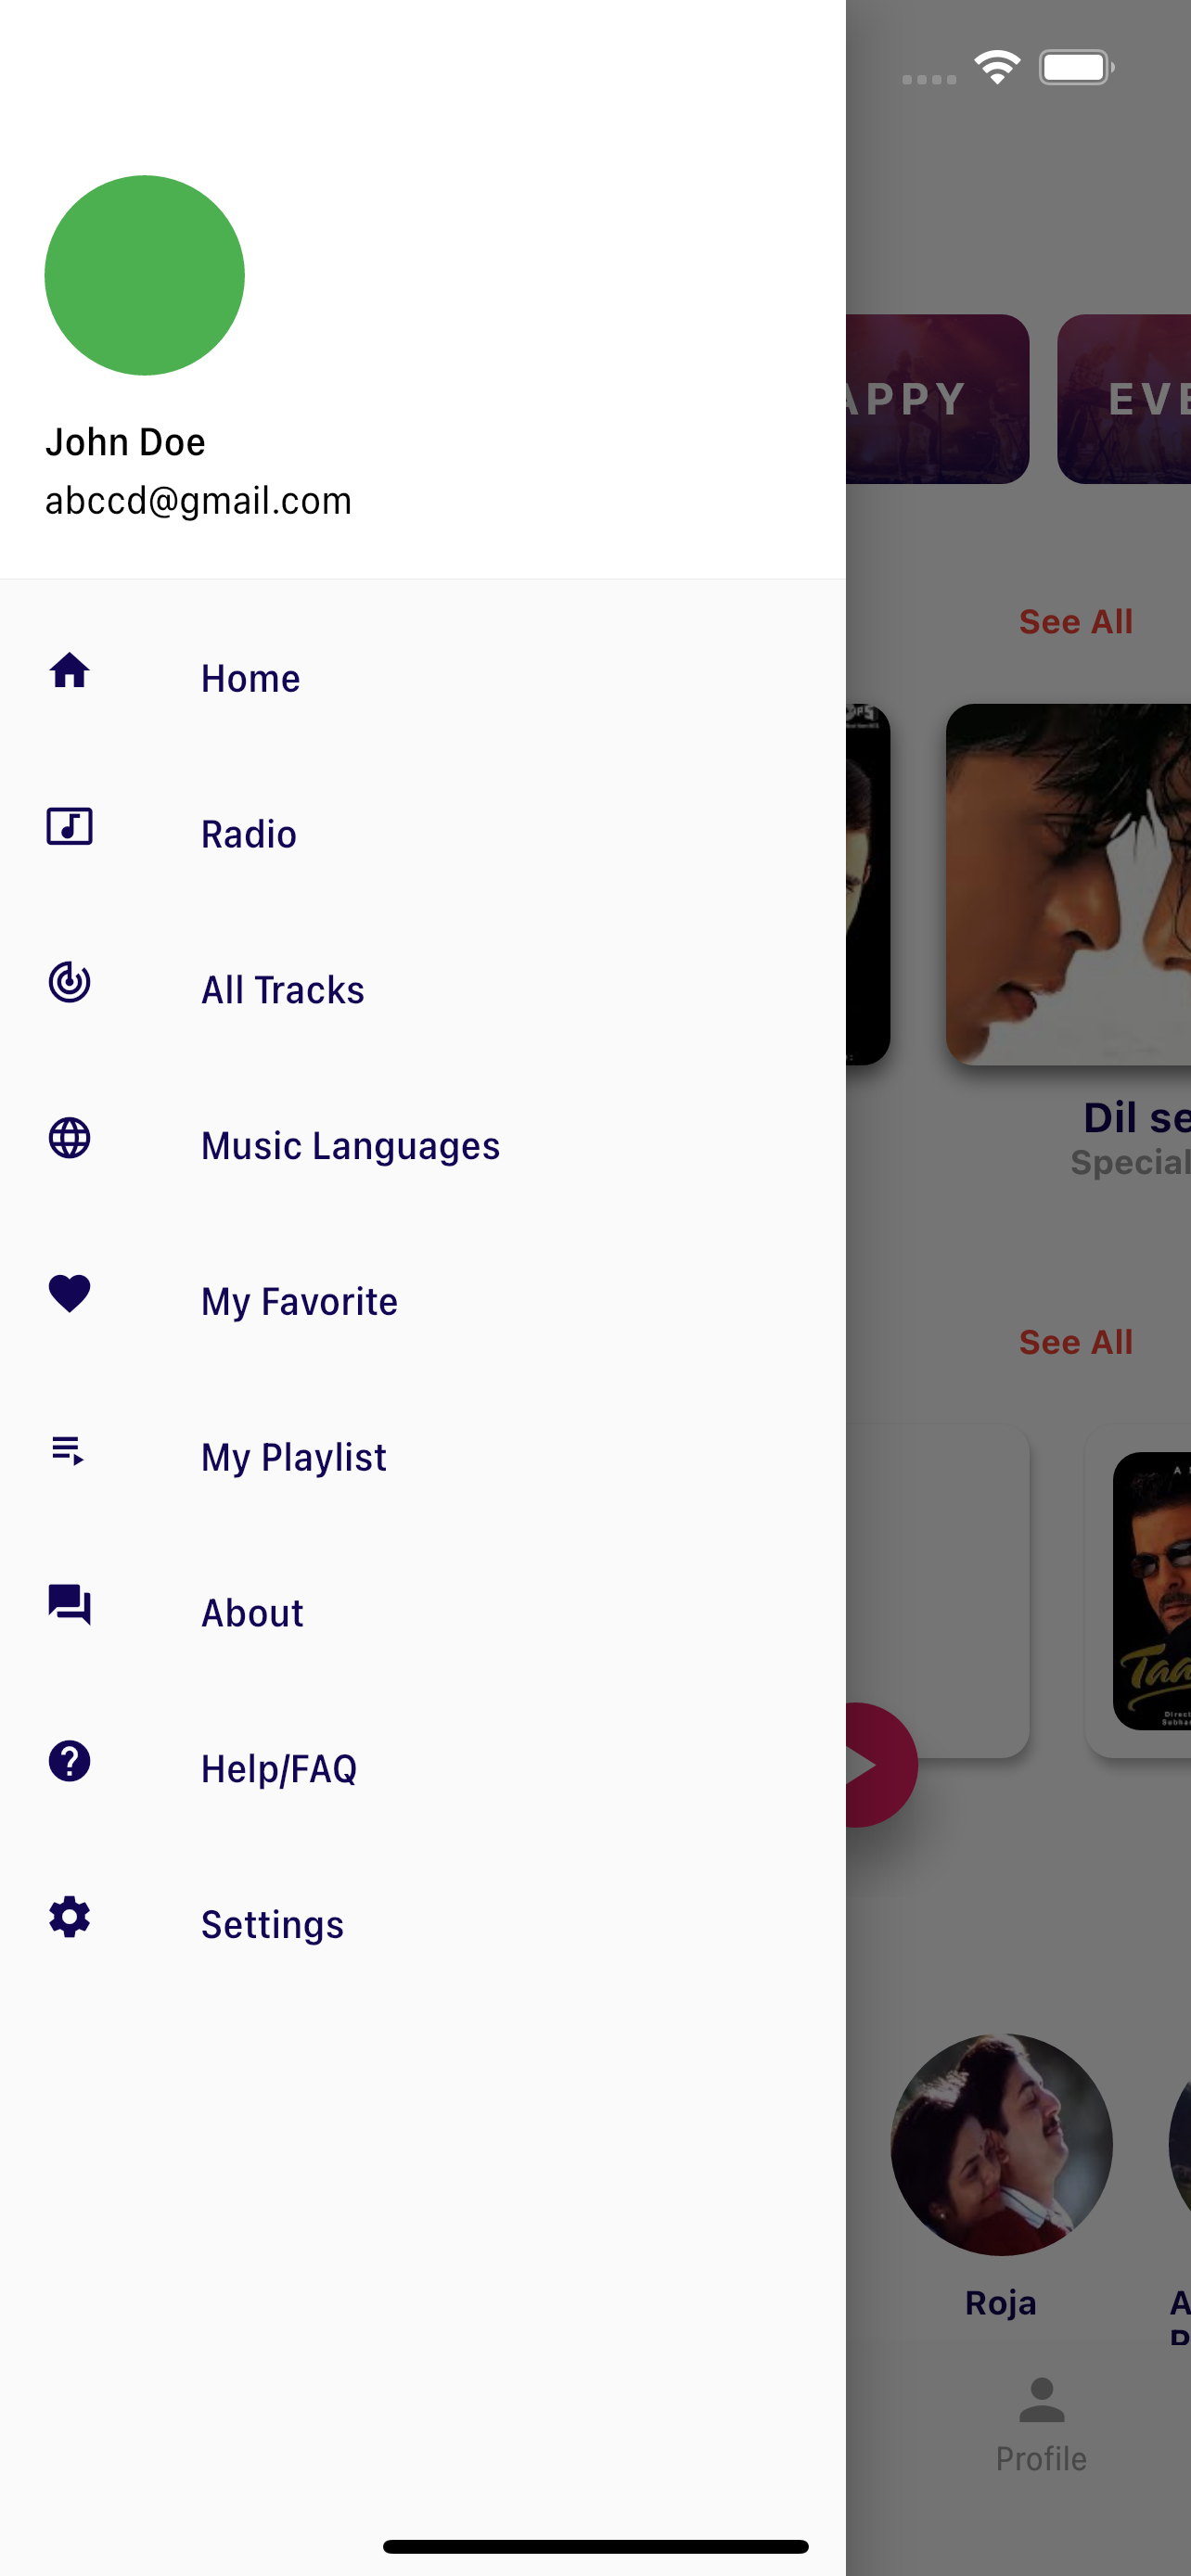 John Doe
abccd@gmail.com
Home
Radio
All Tracks
Music Languages
My Favorite
My Playlist
About
Help/FAQ
Settings
APPY
EVE
See All
Dil se
Special
See All
Roja
A
Profile